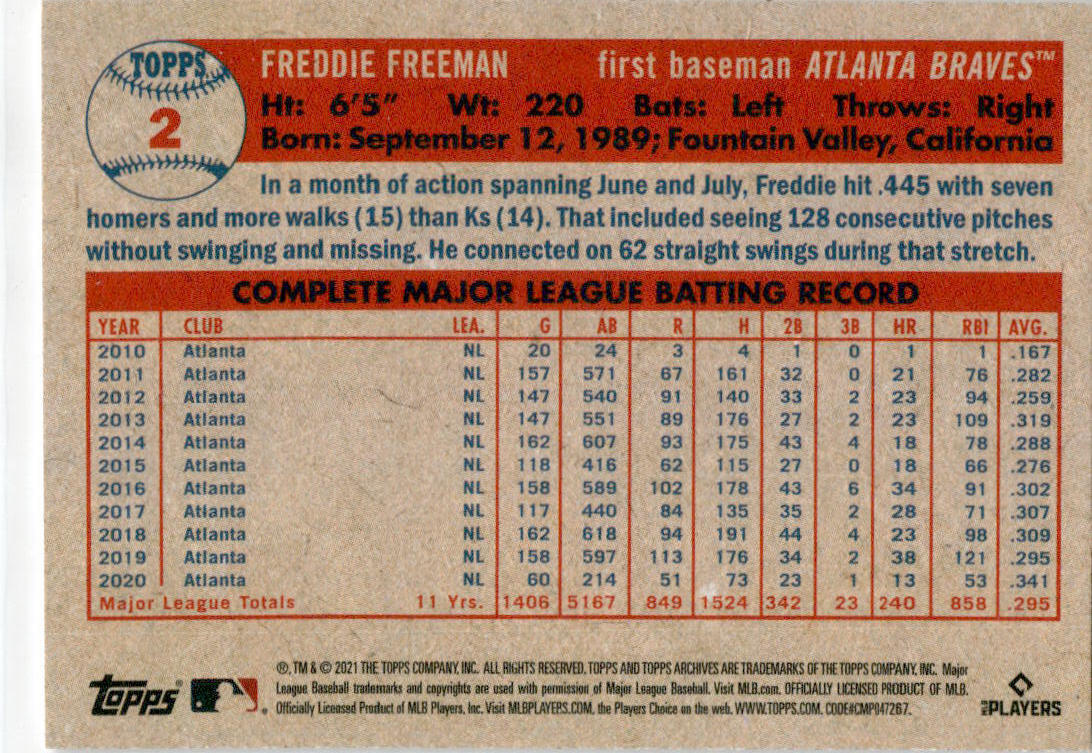 TOPPS
2
FREDDIE FREEMAN first baseman ATLANTA BRAVES™
Ht: 6'5" Wt: 220 Bats: Left Throws: Right
Born: September 12, 1989; Fountain Valley, California
In a month of action spanning June and July, Freddie hit .445 with seven
homers and more walks (15) than Ks (14). That included seeing 128 consecutive pitches
without swinging and missing. He connected on 62 straight swings during that stretch.
COMPLETE MAJOR LEAGUE BATTING RECORD
YEAR CLUB LEA. G AB R H 2B 3B HR RBI AVG.
2010 Atlanta NL 20 24 3 4 1 0 1 1 .167
2011 Atlanta NL 157 571 67 161 32 0 21 76 .282
2012 Atlanta NL 147 540 91 140 33 2 23 94 .259
2013 Atlanta NL 147 551 89 176 27 2 23 109 .319
2014 Atlanta NL 162 607 93 175 43 4 18 78 .288
2015 Atlanta NL 118 416 62 115 27 0 18 66 .276
2016 Atlanta NL 158 589 102 178 43 6 34 91 .302
2017 Atlanta NL 117 440 84 135 35 2 28 71 .307
2018 Atlanta NL 162 618 94 191 44 4 23 98 .309
2019 Atlanta NL 158 597 113 176 34 2 38 121 .295
2020 Atlanta NL 60 214 51 73 23 1 13 53 .341
Major League Totals 11 Yrs. 1406 5167 849 1524 342 23 240 858 .295
®, TM & © 2021 THE TOPPS COMPANY, INC. ALL RIGHTS RESERVED. TOPPS AND TOPPS ARCHIVES ARE TRADEMARKS OF THE TOPPS COMPANY, INC. Major
League Baseball trademarks and copyrights are used with permission of Major League Baseball. Visit MLB.com. OFFICIALLY LICENSED PRODUCT OF MLB.
Officially Licensed Product of MLB Players, Inc. Visit MLBPLAYERS.COM, the Players Choice on the web. WWW.TOPPS.COM. CODE#CMP047267.
Topps®
MLB PLAYERS